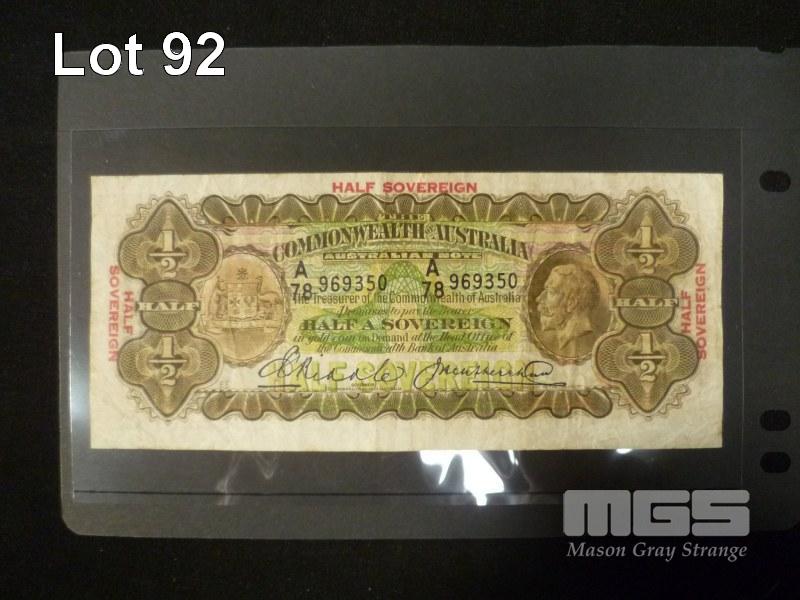 Lot 92
HALF SOVEREIGN
THE
COMMONWEALTH OF AUSTRALIA
AUSTRALIAN NOTE
A
78 969350
A
78 969350
The Treasurer of the Commonwealth of Australia
Promises to pay the Bearer
HALF A SOVEREIGN
in gold coin on Demand at the Head Office of
the Commonwealth Bank of Australia
HALF SOVEREIGN
1/2
HALF
1/2
1/2
HALF
1/2
HALF
SOVEREIGN
HALF
SOVEREIGN
MGS
Mason Gray Strange